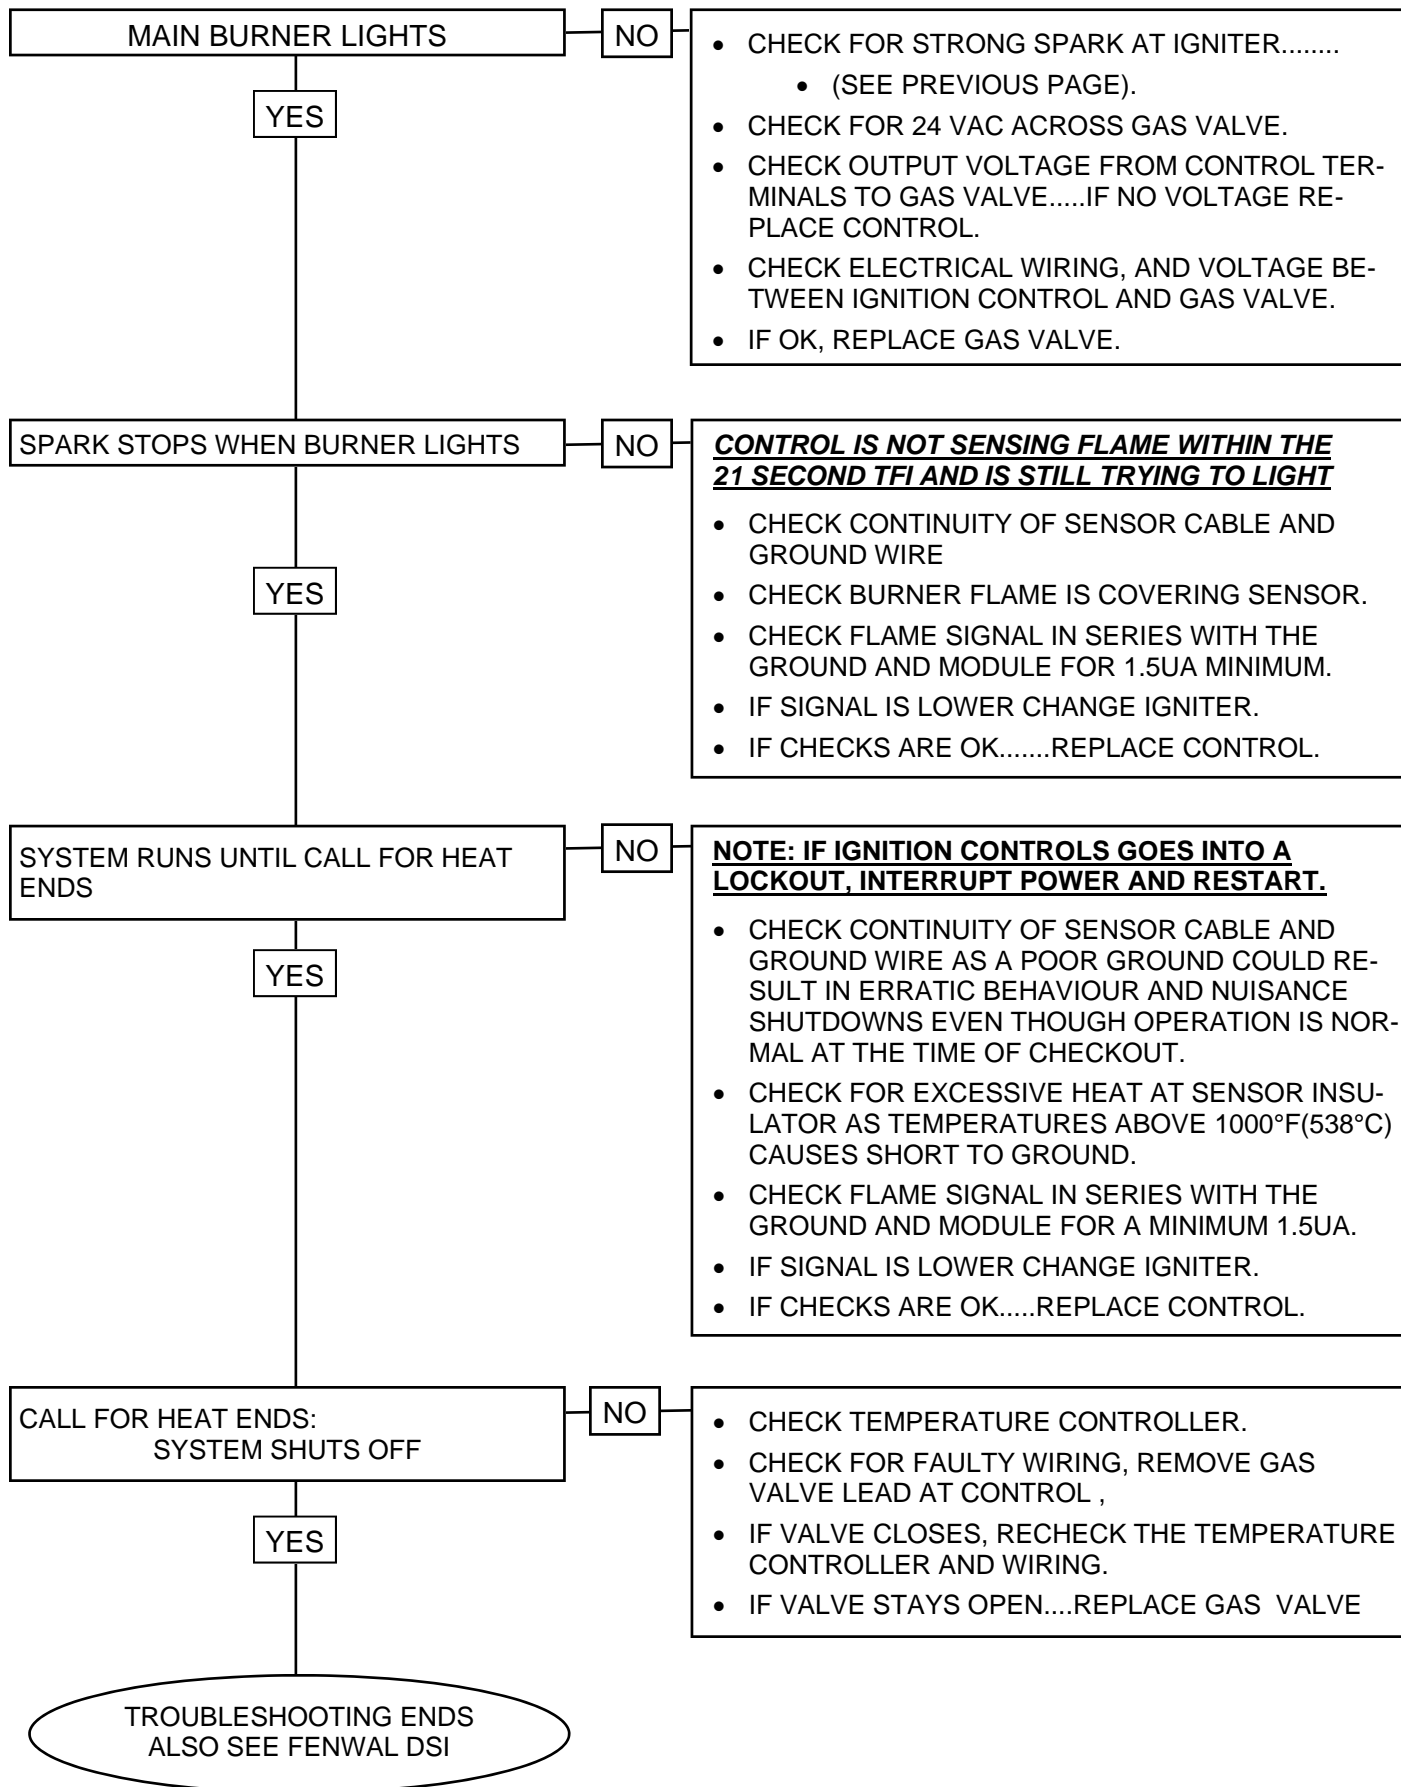 MAIN BURNER LIGHTS
NO
• CHECK FOR STRONG SPARK AT IGNITER........
• (SEE PREVIOUS PAGE).
• CHECK FOR 24 VAC ACROSS GAS VALVE.
• CHECK OUTPUT VOLTAGE FROM CONTROL TER-
MINALS TO GAS VALVE.....IF NO VOLTAGE RE-
PLACE CONTROL.
• CHECK ELECTRICAL WIRING, AND VOLTAGE BE-
TWEEN IGNITION CONTROL AND GAS VALVE.
• IF OK, REPLACE GAS VALVE.
YES
SPARK STOPS WHEN BURNER LIGHTS
NO
CONTROL IS NOT SENSING FLAME WITHIN THE
21 SECOND TFI AND IS STILL TRYING TO LIGHT
• CHECK CONTINUITY OF SENSOR CABLE AND
GROUND WIRE
• CHECK BURNER FLAME IS COVERING SENSOR.
• CHECK FLAME SIGNAL IN SERIES WITH THE
GROUND AND MODULE FOR 1.5UA MINIMUM.
• IF SIGNAL IS LOWER CHANGE IGNITER.
• IF CHECKS ARE OK.......REPLACE CONTROL.
YES
SYSTEM RUNS UNTIL CALL FOR HEAT
ENDS
NO
NOTE: IF IGNITION CONTROLS GOES INTO A
LOCKOUT, INTERRUPT POWER AND RESTART.
• CHECK CONTINUITY OF SENSOR CABLE AND
GROUND WIRE AS A POOR GROUND COULD RE-
SULT IN ERRATIC BEHAVIOUR AND NUISANCE
SHUTDOWNS EVEN THOUGH OPERATION IS NOR-
MAL AT THE TIME OF CHECKOUT.
• CHECK FOR EXCESSIVE HEAT AT SENSOR INSU-
LATOR AS TEMPERATURES ABOVE 1000°F(538°C)
CAUSES SHORT TO GROUND.
• CHECK FLAME SIGNAL IN SERIES WITH THE
GROUND AND MODULE FOR A MINIMUM 1.5UA.
• IF SIGNAL IS LOWER CHANGE IGNITER.
• IF CHECKS ARE OK.....REPLACE CONTROL.
YES
CALL FOR HEAT ENDS:
SYSTEM SHUTS OFF
NO
• CHECK TEMPERATURE CONTROLLER.
• CHECK FOR FAULTY WIRING, REMOVE GAS
VALVE LEAD AT CONTROL ,
• IF VALVE CLOSES, RECHECK THE TEMPERATURE
CONTROLLER AND WIRING.
• IF VALVE STAYS OPEN....REPLACE GAS VALVE
YES
TROUBLESHOOTING ENDS
ALSO SEE FENWAL DSI